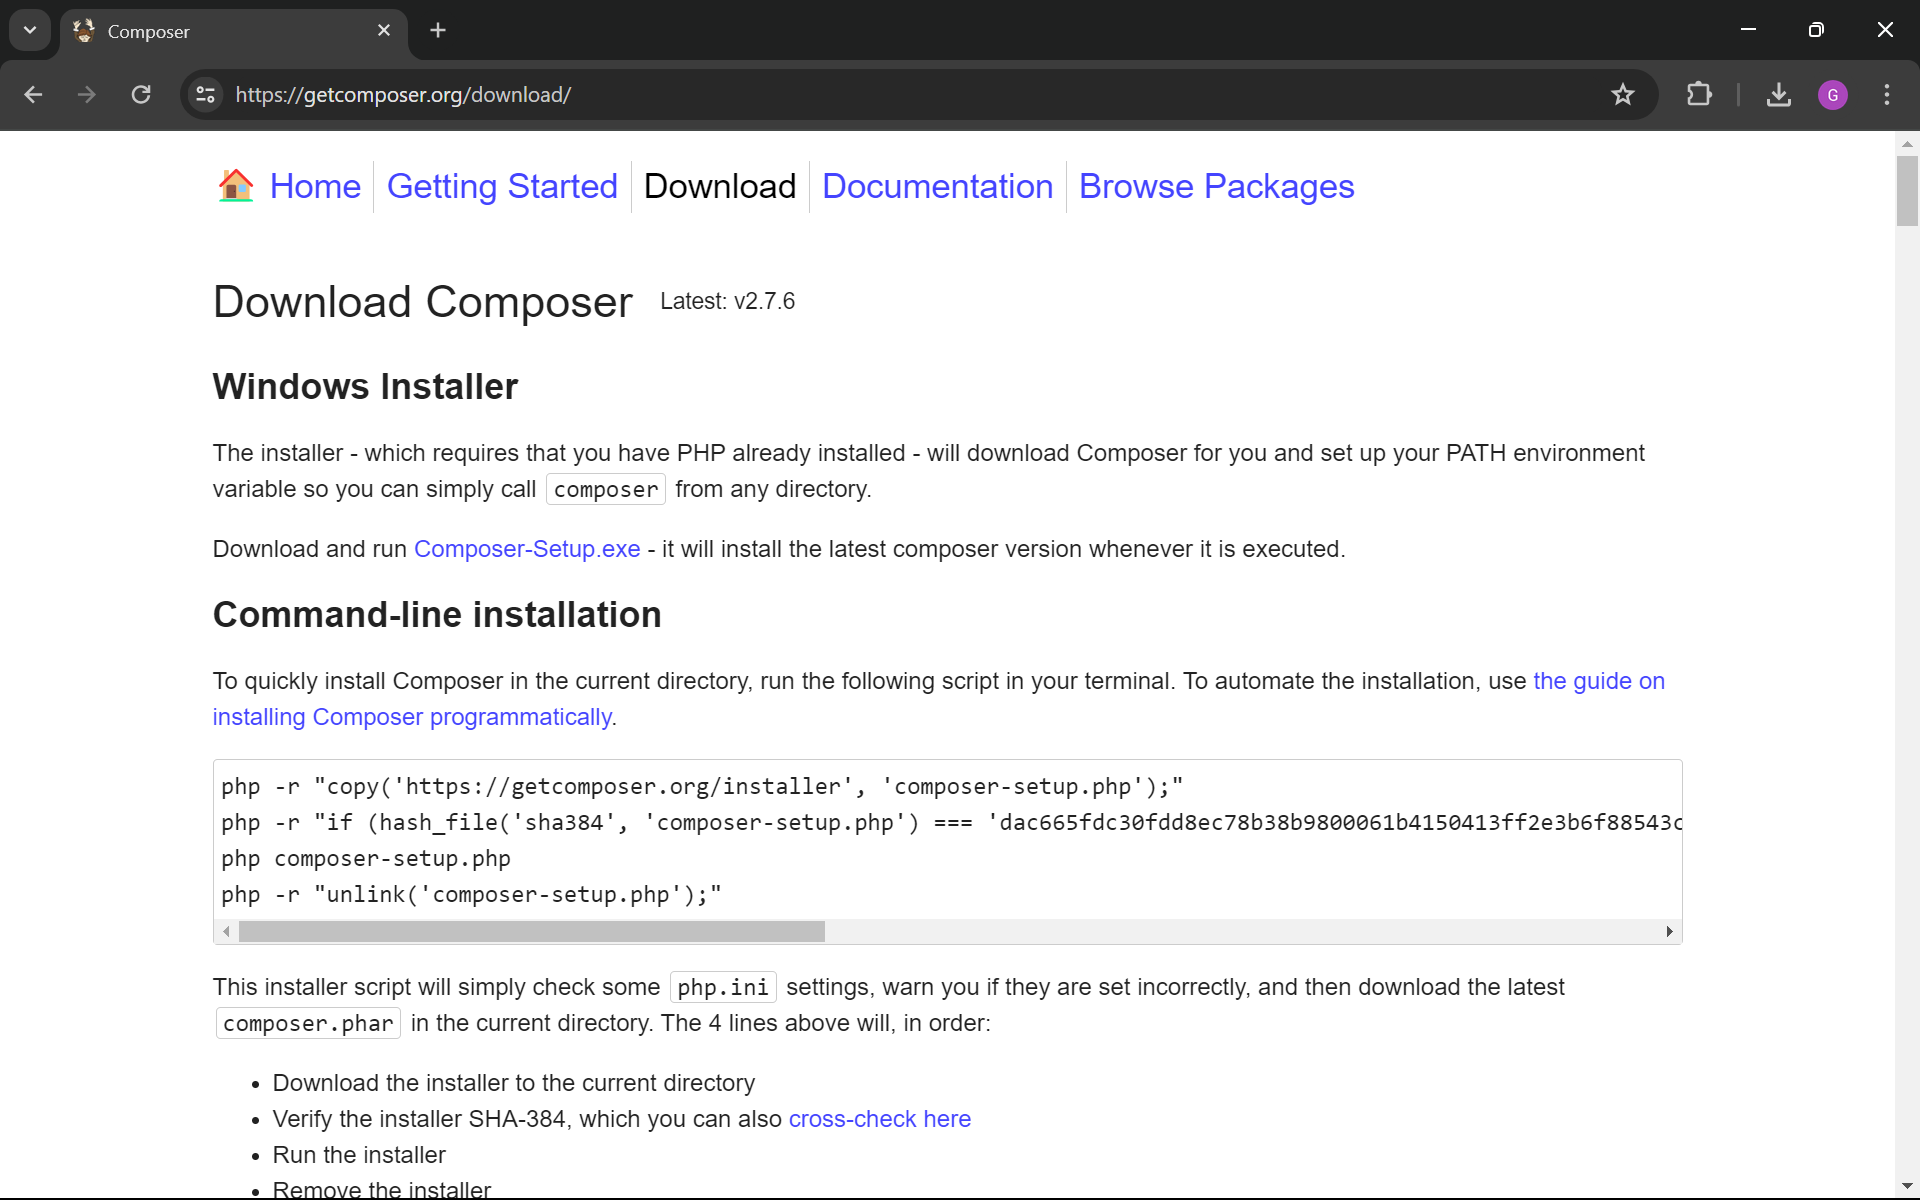 Composer
https://getcomposer.org/download/
G
Home
Getting Started
Download
Documentation
Browse Packages
Download Composer Latest: v2.7.6
Windows Installer
The installer - which requires that you have PHP already installed - will download Composer for you and set up your PATH environment
variable so you can simply call composer from any directory.
Download and run Composer-Setup.exe - it will install the latest composer version whenever it is executed.
Command-line installation
To quickly install Composer in the current directory, run the following script in your terminal. To automate the installation, use the guide on
installing Composer programmatically.
php -r "copy('https://getcomposer.org/installer', 'composer-setup.php');"
php -r "if (hash_file('sha384', 'composer-setup.php') === 'dac665fdc30fdd8ec78b38b9800061b4150413ff2e3b6f88543c
php composer-setup.php
php -r "unlink('composer-setup.php');"
This installer script will simply check some php.ini settings, warn you if they are set incorrectly, and then download the latest
composer.phar in the current directory. The 4 lines above will, in order:
• Download the installer to the current directory
• Verify the installer SHA-384, which you can also cross-check here
• Run the installer
• Remove the installer